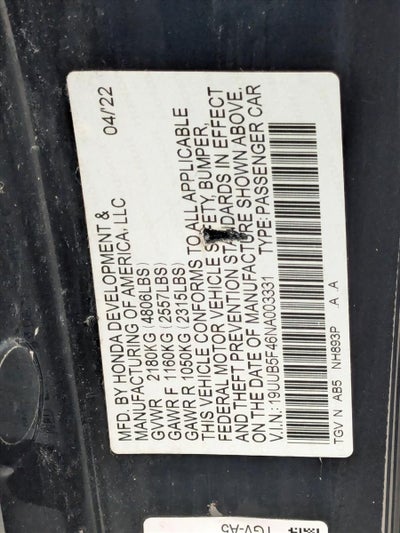 MFD. BY HONDA DEVELOPMENT &
MANUFACTURING OF AMERICA, LLC 04/22
GVWR 2180KG (4806LBS)
GAWR F 1160KG (2557LBS)
GAWR R 1050KG (2315LBS)
THIS VEHICLE CONFORMS TO ALL APPLICABLE
FEDERAL MOTOR VEHICLE SAFETY, BUMPER,
AND THEFT PREVENTION STANDARDS IN EFFECT
ON THE DATE OF MANUFACTURE SHOWN ABOVE.
V.I.N: 19UUB5F46NA003331 TYPE: PASSENGER CAR
TGV N AB5 NH893P .A .A
TGV-A5